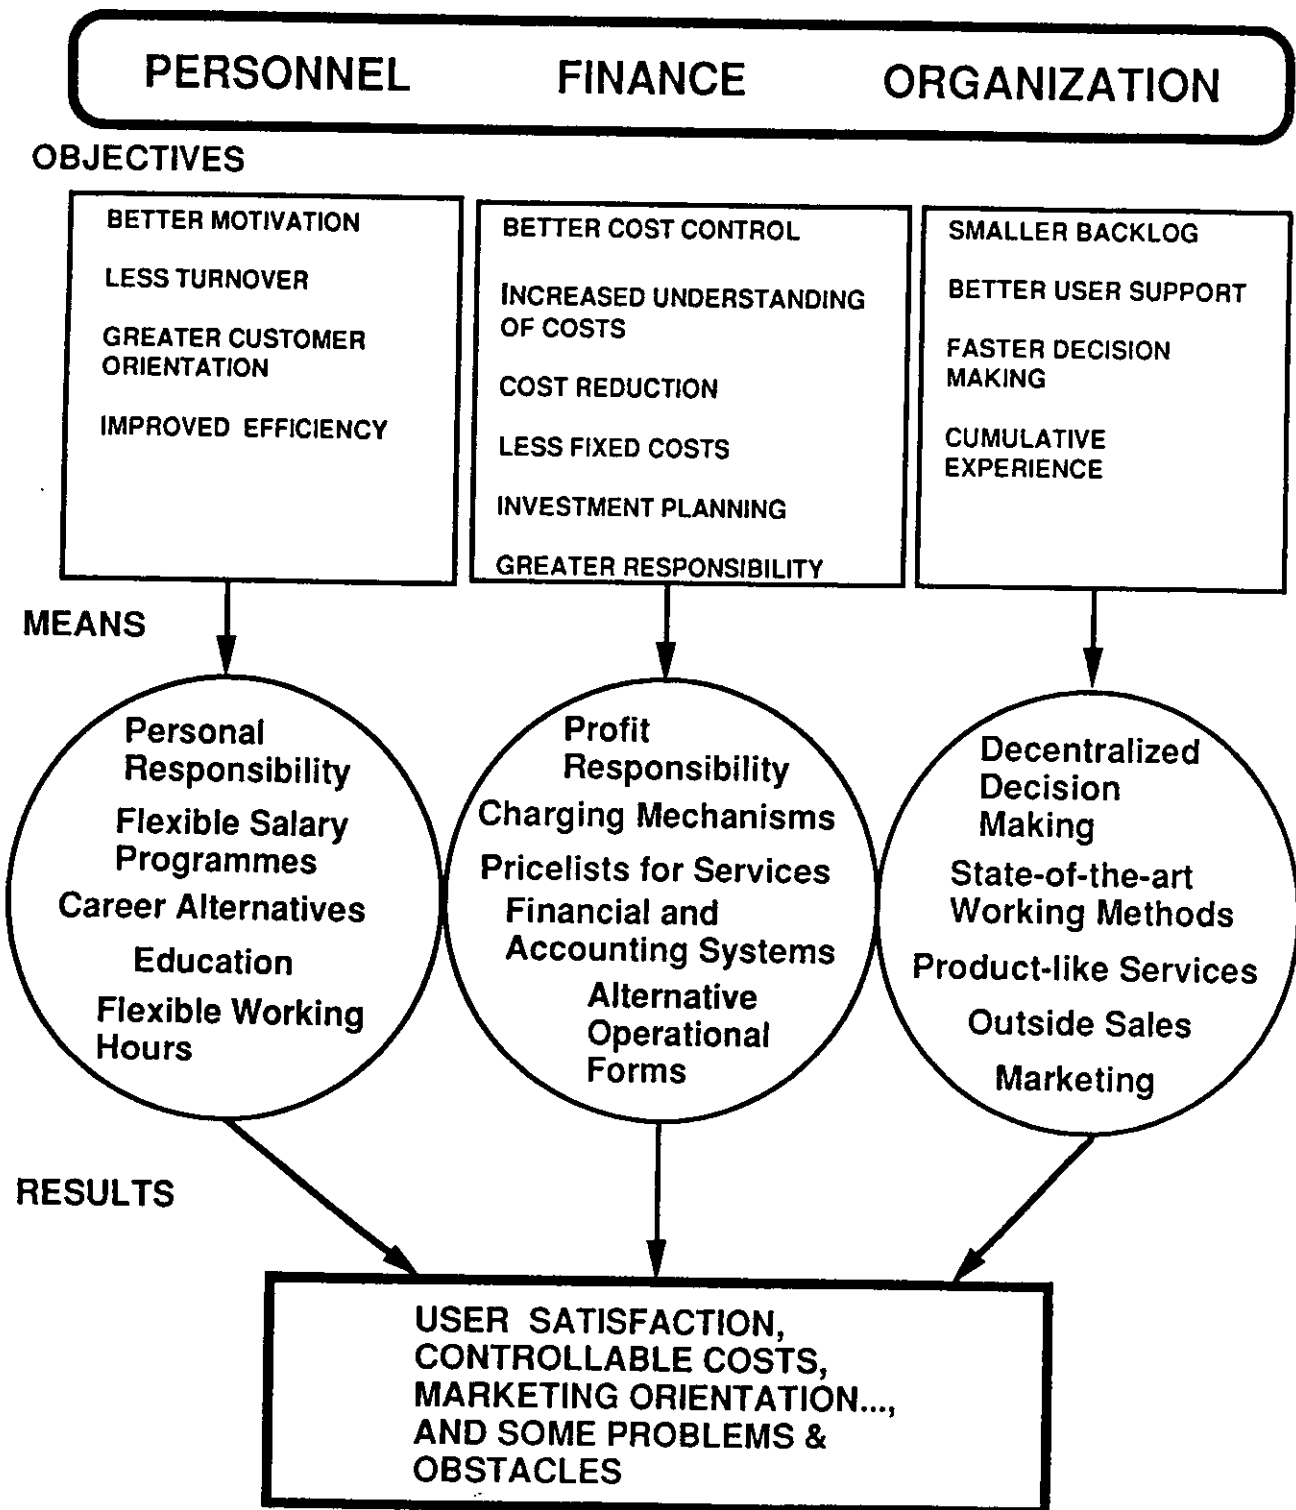 PERSONNEL FINANCE ORGANIZATION
OBJECTIVES
BETTER MOTIVATION
LESS TURNOVER
GREATER CUSTOMER
ORIENTATION
IMPROVED EFFICIENCY
BETTER COST CONTROL
INCREASED UNDERSTANDING
OF COSTS
COST REDUCTION
LESS FIXED COSTS
INVESTMENT PLANNING
GREATER RESPONSIBILITY
SMALLER BACKLOG
BETTER USER SUPPORT
FASTER DECISION
MAKING
CUMULATIVE
EXPERIENCE
MEANS
Personal
Responsibility
Flexible Salary
Programmes
Career Alternatives
Education
Flexible Working
Hours
Profit
Responsibility
Charging Mechanisms
Pricelists for Services
Financial and
Accounting Systems
Alternative
Operational
Forms
Decentralized
Decision
Making
State-of-the-art
Working Methods
Product-like Services
Outside Sales
Marketing
RESULTS
USER SATISFACTION,
CONTROLLABLE COSTS,
MARKETING ORIENTATION...,
AND SOME PROBLEMS &
OBSTACLES